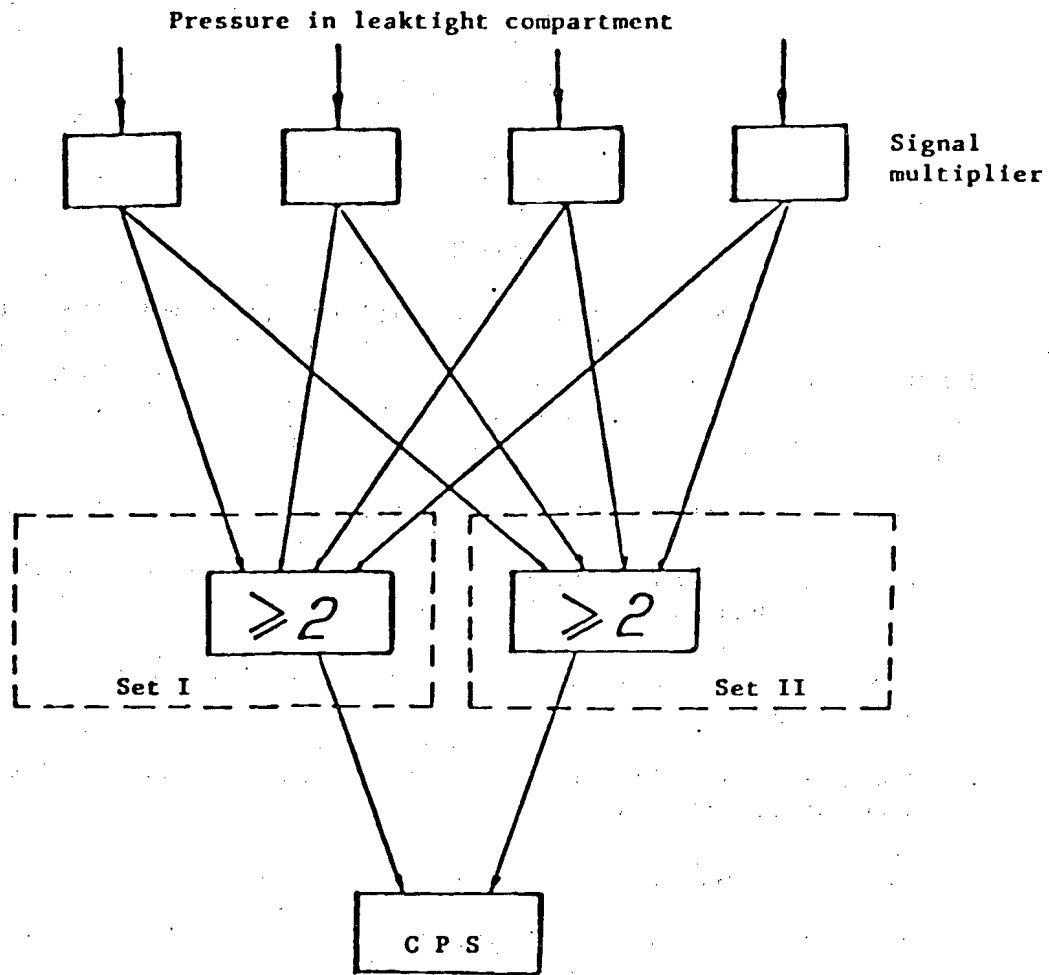 Pressure in leaktight compartment
Signal
multiplier
⩾ 2
⩾ 2
Set I
Set II
C P S